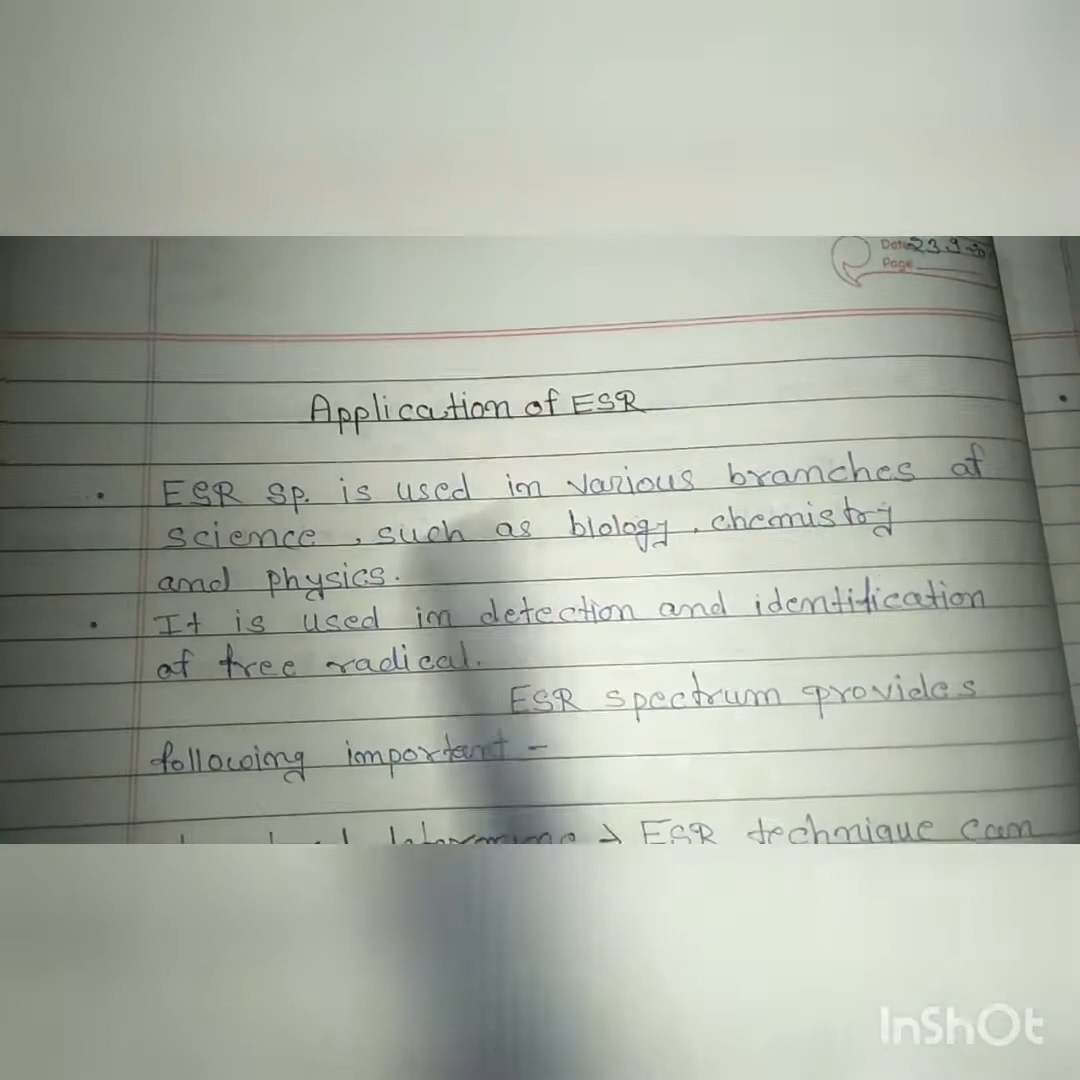 Date 23.9
Page
Application of ESR
ESR sp. is used in various branches of
science, such as biology, chemistry
and physics.
It is used in detection and identification
of free radical.
ESR spectrum provides
following important -
→ ESR technique can
InShOt